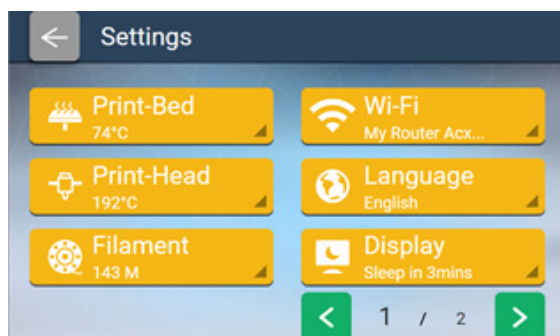 Settings
Print-Bed
74°C
Wi-Fi
My Router Acx...
Print-Head
192°C
Language
English
Filament
143 M
Display
Sleep in 3mins
1 / 2